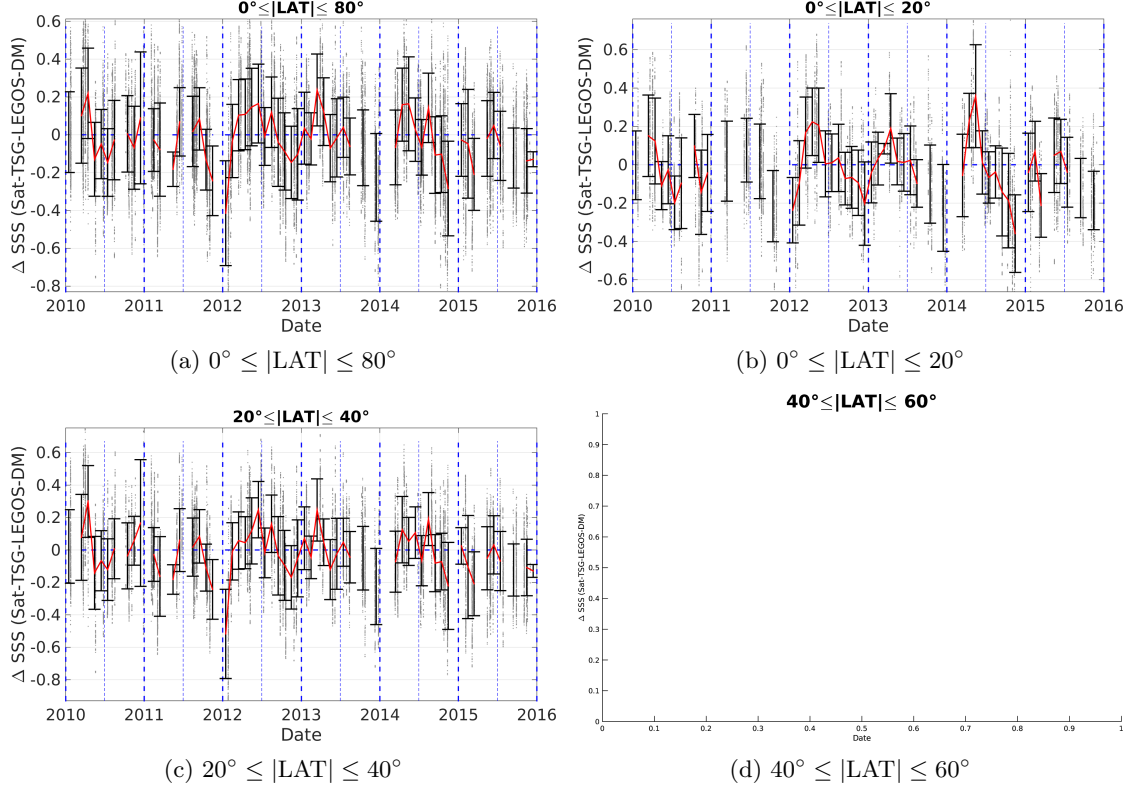 0°≤|LAT|≤ 80°
Δ SSS (Sat-TSG-LEGOS-DM)
0.6
0.4
0.2
0
-0.2
-0.4
-0.6
-0.8
2010 2011 2012 2013 2014 2015 2016
Date
(a) 0° ≤ |LAT| ≤ 80°
0°≤|LAT|≤ 20°
Δ SSS (Sat-TSG-LEGOS-DM)
0.6
0.4
0.2
0
-0.2
-0.4
-0.6
2010 2011 2012 2013 2014 2015 2016
Date
(b) 0° ≤ |LAT| ≤ 20°
20°≤|LAT|≤ 40°
Δ SSS (Sat-TSG-LEGOS-DM)
0.6
0.4
0.2
0
-0.2
-0.4
-0.6
-0.8
2010 2011 2012 2013 2014 2015 2016
Date
(c) 20° ≤ |LAT| ≤ 40°
40°≤|LAT|≤ 60°
Δ SSS (Sat-TSG-LEGOS-DM)
1
0.9
0.8
0.7
0.6
0.5
0.4
0.3
0.2
0.1
0
0 0.1 0.2 0.3 0.4 0.5 0.6 0.7 0.8 0.9 1
Date
(d) 40° ≤ |LAT| ≤ 60°